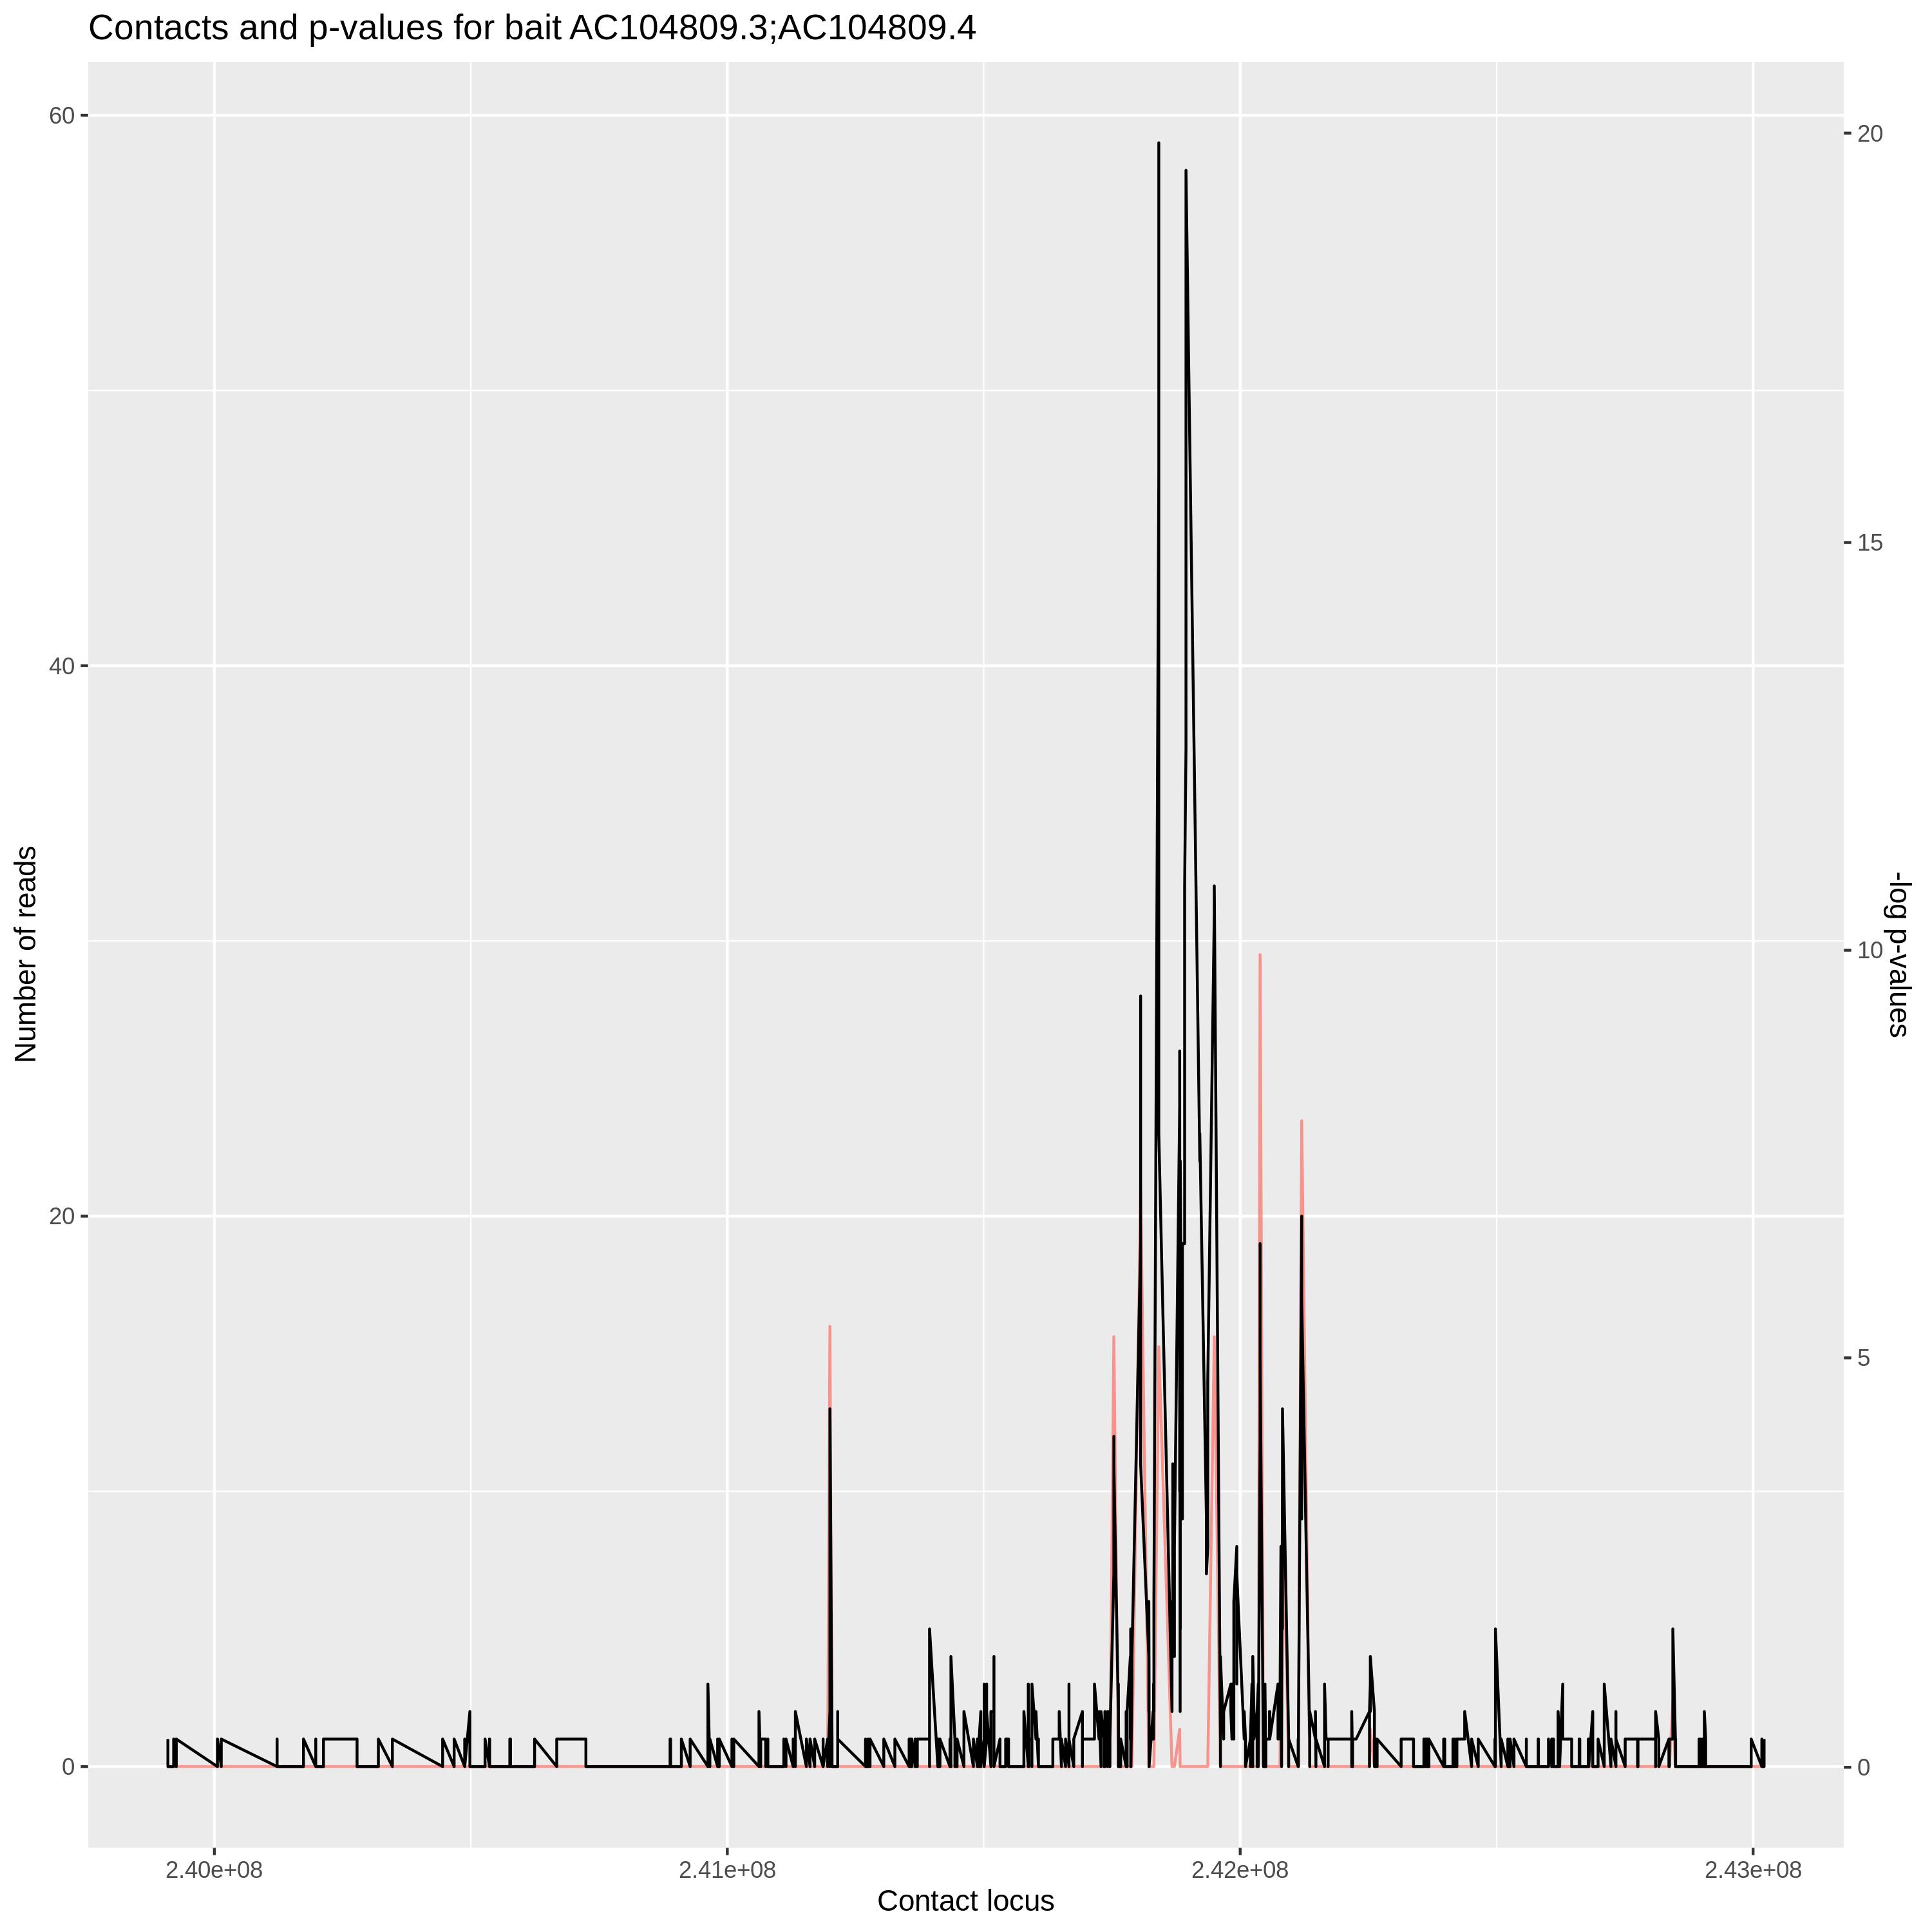 Contacts and p-values for bait AC104809.3;AC104809.4
60
40
20
0
Number of reads
20
15
10
5
0
-log p-values
2.40e+08
2.41e+08
2.42e+08
2.43e+08
Contact locus